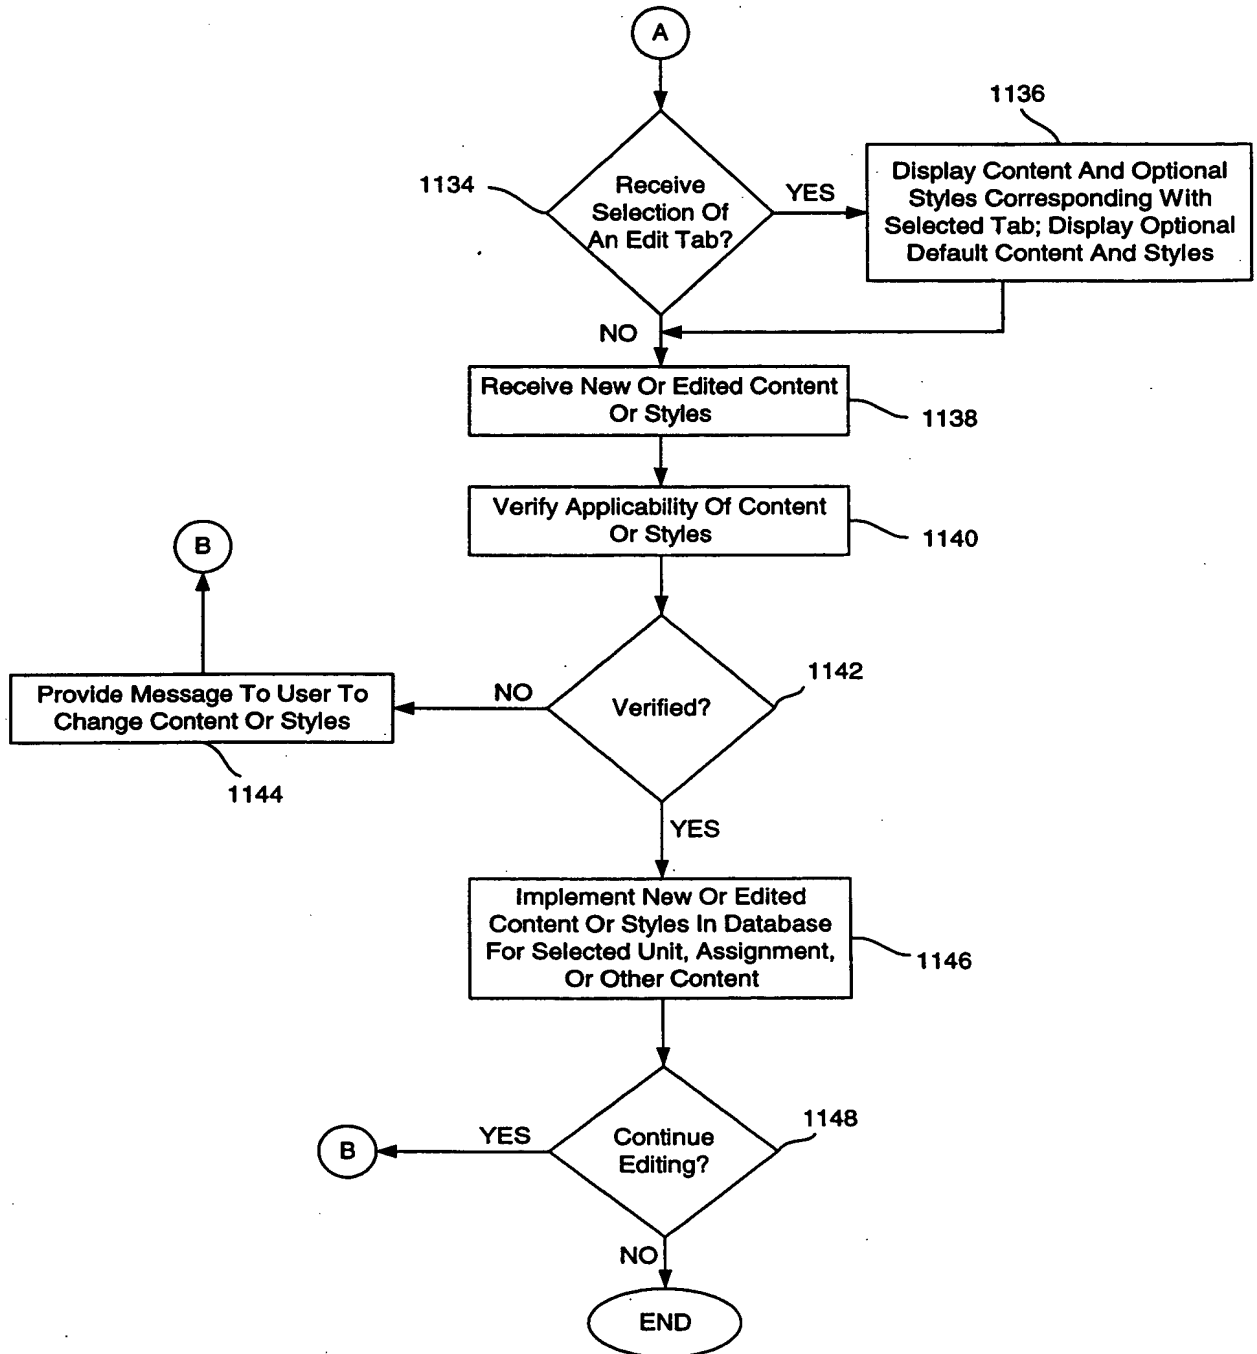 A
1136
Display Content And Optional
Styles Corresponding With
Selected Tab; Display Optional
Default Content And Styles
1134
Receive
Selection Of
An Edit Tab?
YES
NO
Receive New Or Edited Content
Or Styles
1138
Verify Applicability Of Content
Or Styles
1140
B
Provide Message To User To
Change Content Or Styles
1144
NO
Verified?
1142
YES
Implement New Or Edited
Content Or Styles In Database
For Selected Unit, Assignment,
Or Other Content
1146
B
YES
Continue
Editing?
1148
NO
END